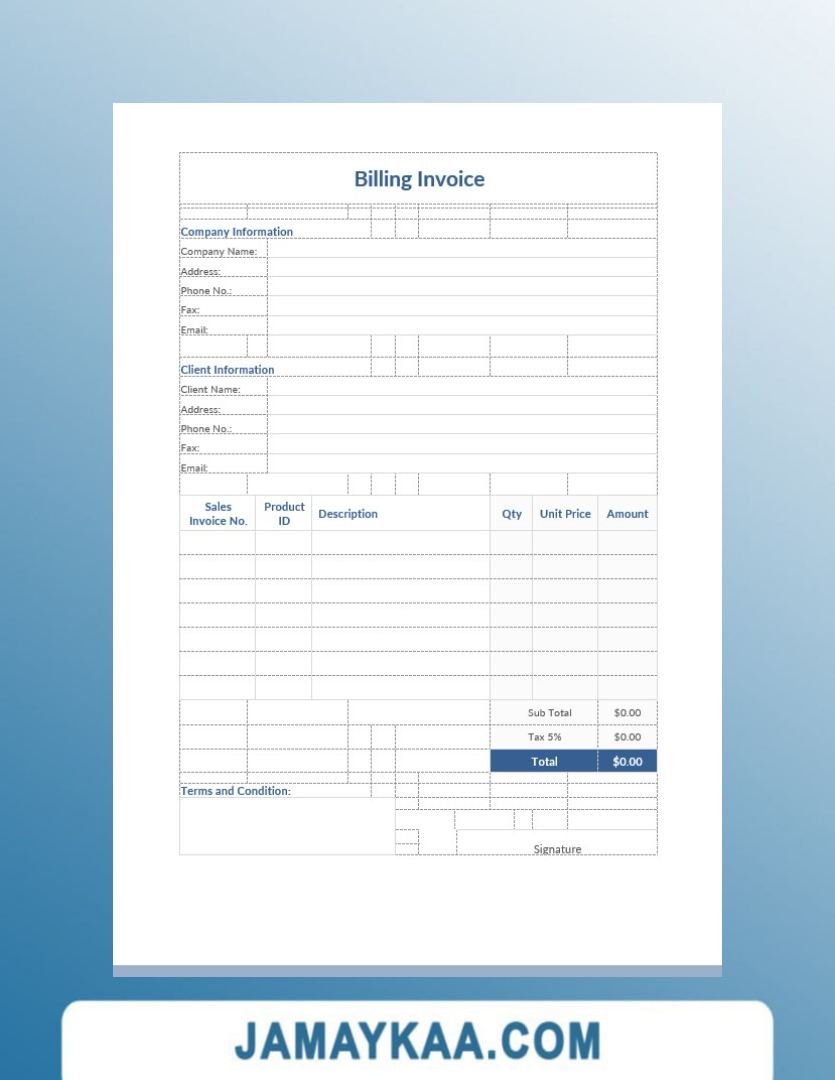 Billing Invoice
Company Information
Company Name:
Address:
Phone No.:
Fax:
Email:
Client Information
Client Name:
Address:
Phone No.:
Fax:
Email:
Sales Invoice No. Product ID Description Qty Unit Price Amount
Sub Total $0.00
Tax 5% $0.00
Total $0.00
Terms and Condition:
Signature
JAMAYKAA.COM